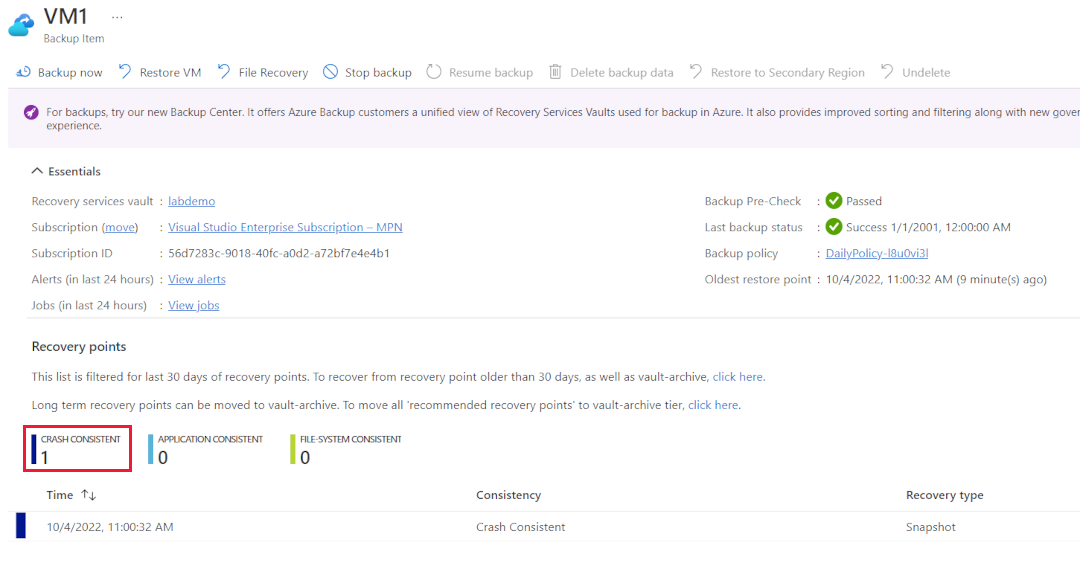 VM1 ...
Backup Item
Backup now Restore VM File Recovery Stop backup Resume backup Delete backup data Restore to Secondary Region Undelete
For backups, try our new Backup Center. It offers Azure Backup customers a unified view of Recovery Services Vaults used for backup in Azure. It also provides improved sorting and filtering along with new gover
experience.
Essentials
Recovery services vault : labdemo
Subscription (move) : Visual Studio Enterprise Subscription – MPN
Subscription ID : 56d7283c-9018-40fc-a0d2-a72bf7e4e4b1
Alerts (in last 24 hours) : View alerts
Jobs (in last 24 hours) : View jobs
Backup Pre-Check : Passed
Last backup status : Success 1/1/2001, 12:00:00 AM
Backup policy : DailyPolicy-l8u0vi3l
Oldest restore point : 10/4/2022, 11:00:32 AM (9 minute(s) ago)
Recovery points
This list is filtered for last 30 days of recovery points. To recover from recovery point older than 30 days, as well as vault-archive, click here.
Long term recovery points can be moved to vault-archive. To move all 'recommended recovery points' to vault-archive tier, click here.
CRASH CONSISTENT APPLICATION CONSISTENT FILE-SYSTEM CONSISTENT
1 0 0
Time ↑↓ Consistency Recovery type
10/4/2022, 11:00:32 AM Crash Consistent Snapshot